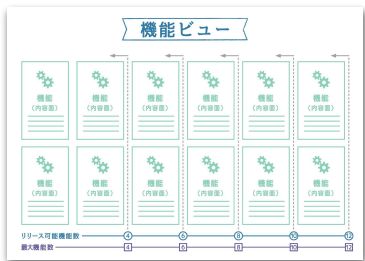 機能ビュー
機能 機能 機能 機能 機能 機能
(内容面) (内容面) (内容面) (内容面) (内容面) (内容面)
機能 機能 機能 機能 機能 機能
(内容面) (内容面) (内容面) (内容面) (内容面) (内容面)
リリース可能機能数 4 6 8 10 12
最大機能数 4 6 8 10 12